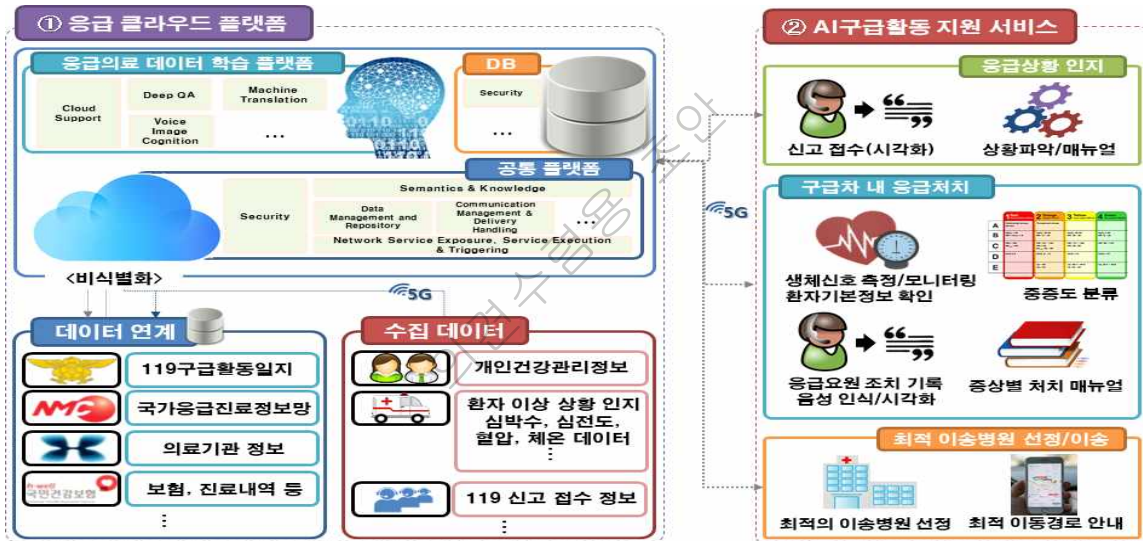 ① 응급 클라우드 플랫폼
응급의료 데이터 학습 플랫폼
Cloud
Support
Deep QA
Machine
Translation
Voice
Image
Cognition
...
DB
Security
...
공통 플랫폼
Security
Semantics & Knowledge
Data
Management and
Repository
Communication
Management &
Delivery
Handling
...
Network Service Exposure, Service Execution
& Triggering
<비식별화>
5G
데이터 연계
119구급활동일지
NMC
국가응급진료정보망
의료기관 정보
h-well
국민건강보험
보험, 진료내역 등
⋮
수집 데이터
개인건강관리정보
환자 이상 상황 인지
심박수, 심전도,
혈압, 체온 데이터
⋮
119 신고 접수 정보
⋮
의견수렴용 초안
5G
② AI구급활동 지원 서비스
응급상황 인지
신고 접수(시각화)
상황파악/매뉴얼
구급차 내 응급처치
생체신호 측정/모니터링
환자기본정보 확인
A
B
C
D
E
1
2
3
4
중증도 분류
응급요원 조치 기록
음성 인식/시각화
증상별 처치 매뉴얼
최적 이송병원 선정/이송
최적의 이송병원 선정
최적 이동경로 안내